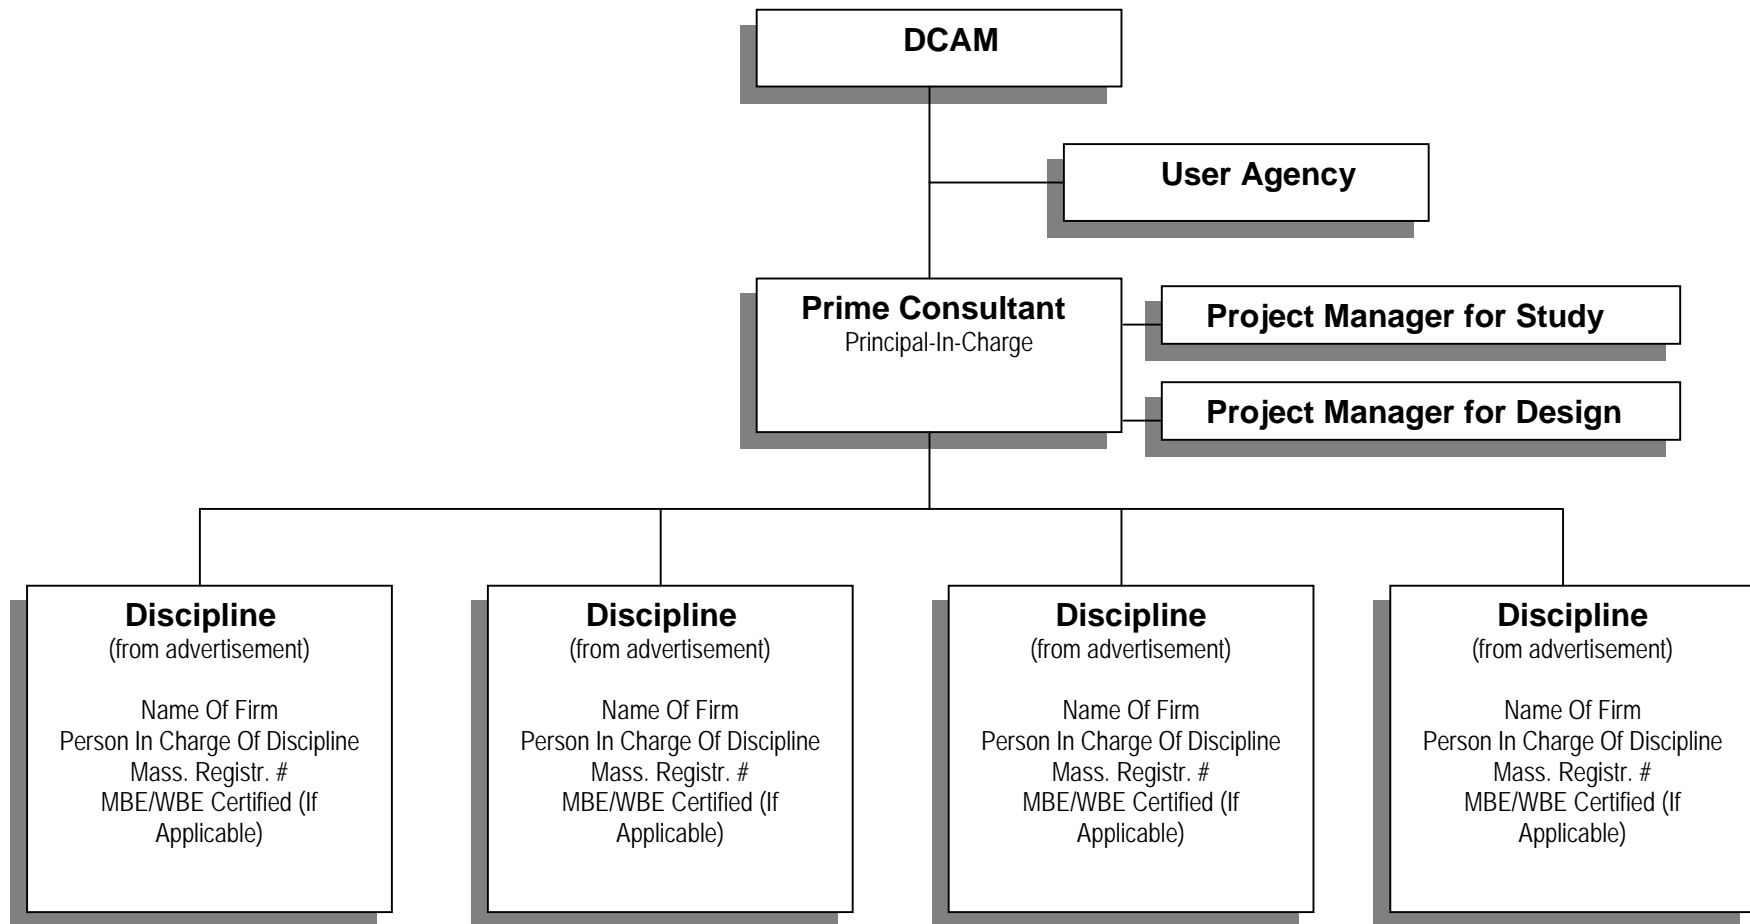 DCAM
User Agency
Prime Consultant
Principal-In-Charge
Project Manager for Study
Project Manager for Design
Discipline
(from advertisement)
Name Of Firm
Person In Charge Of Discipline
Mass. Registr. #
MBE/WBE Certified (If
Applicable)
Discipline
(from advertisement)
Name Of Firm
Person In Charge Of Discipline
Mass. Registr. #
MBE/WBE Certified (If
Applicable)
Discipline
(from advertisement)
Name Of Firm
Person In Charge Of Discipline
Mass. Registr. #
MBE/WBE Certified (If
Applicable)
Discipline
(from advertisement)
Name Of Firm
Person In Charge Of Discipline
Mass. Registr. #
MBE/WBE Certified (If
Applicable)